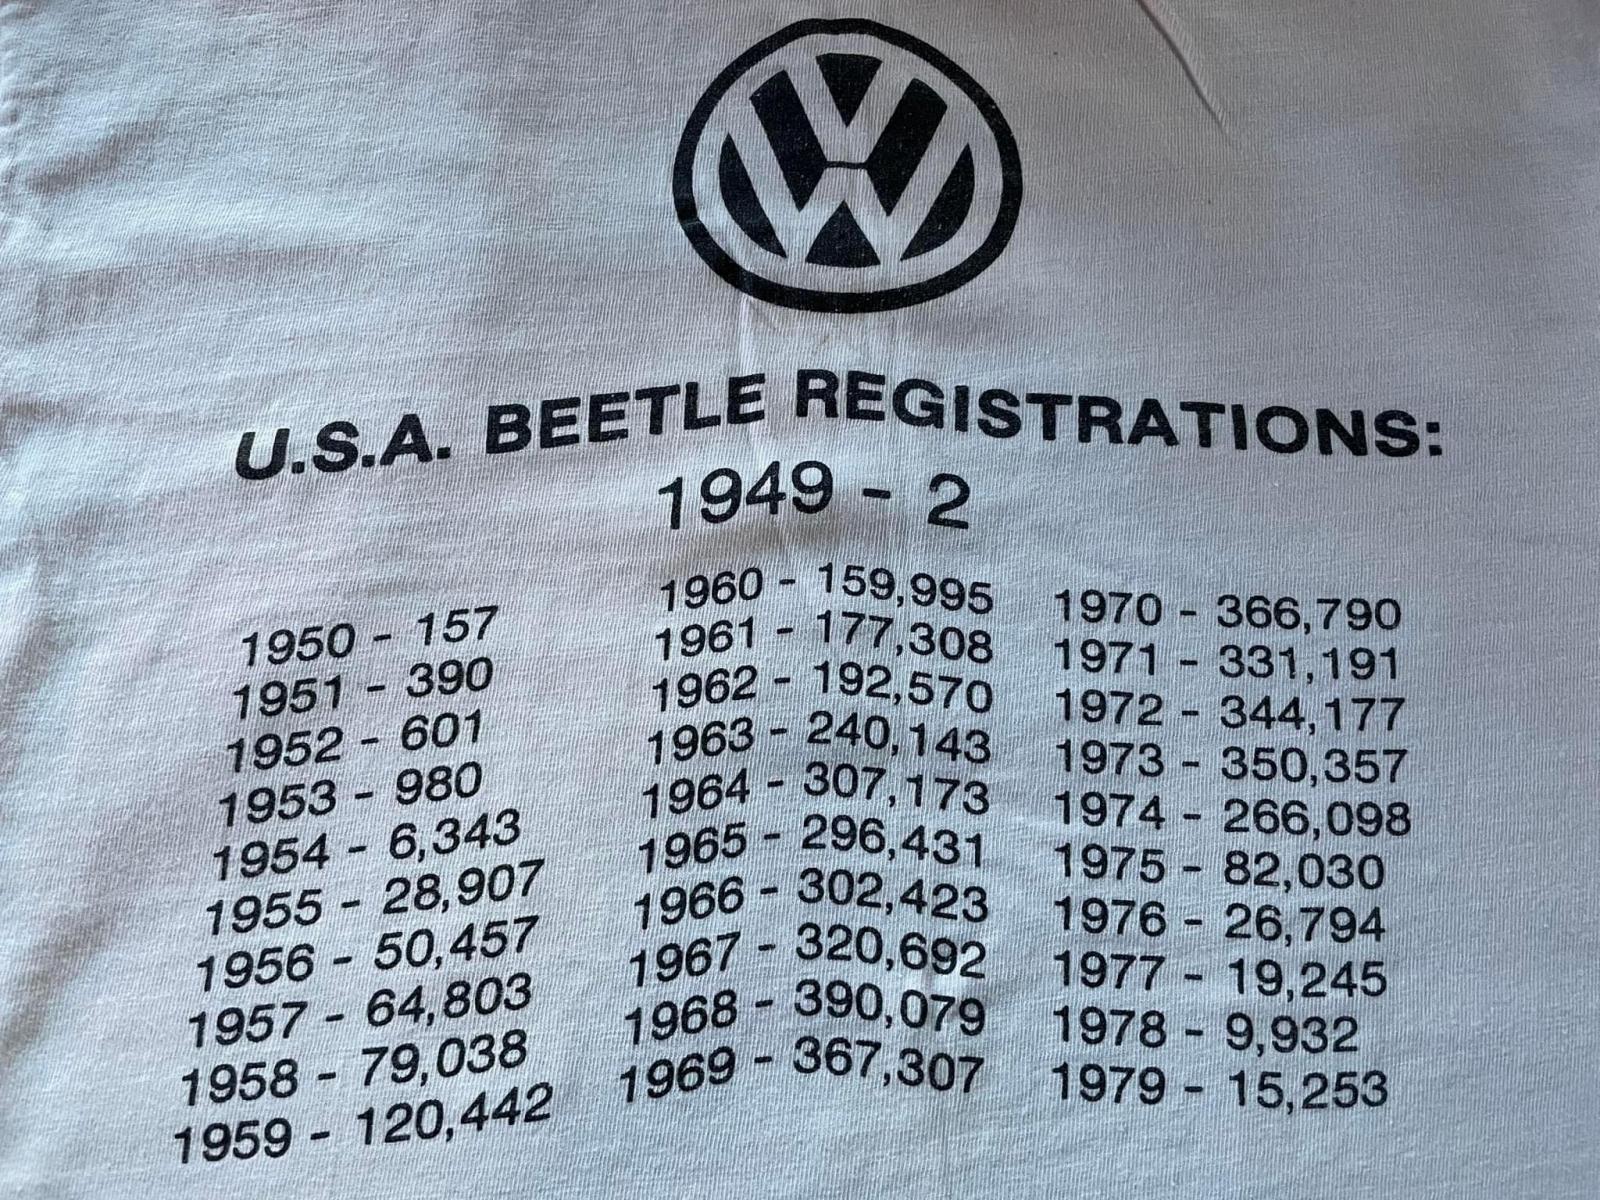 U.S.A. BEETLE REGISTRATIONS:
1949 - 2
1950 - 157
1951 - 390
1952 - 601
1953 - 980
1954 - 6,343
1955 - 28,907
1956 - 50,457
1957 - 64,803
1958 - 79,038
1959 - 120,442
1960 - 159,995
1961 - 177,308
1962 - 192,570
1963 - 240,143
1964 - 307,173
1965 - 296,431
1966 - 302,423
1967 - 320,692
1968 - 390,079
1969 - 367,307
1970 - 366,790
1971 - 331,191
1972 - 344,177
1973 - 350,357
1974 - 266,098
1975 - 82,030
1976 - 26,794
1977 - 19,245
1978 - 9,932
1979 - 15,253